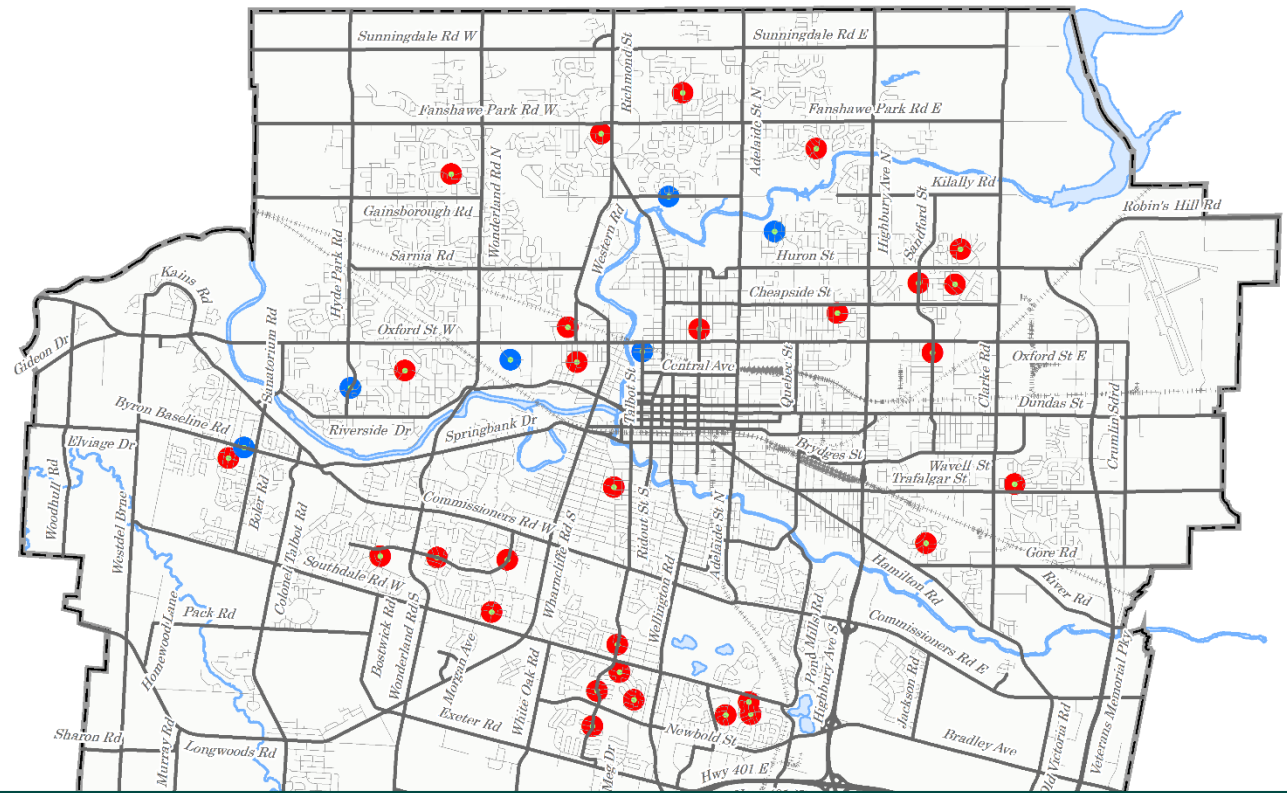 Sunningdale Rd W
Richmond St
Sunningdale Rd E
Fanshawe Park Rd W
Adelaide St N
Fanshawe Park Rd E
Wonderland Rd N
Highbury Ave N
Kilally Rd
Sandford St
Robin's Hill Rd
Gainsborough Rd
Western Rd
Hyde Park Rd
Sarnia Rd
Huron St
Kains Rd
Cheapside St
Gideon Dr
Sanatorium Rd
Oxford St W
Talbot St
Central Ave
Quebec St
Clarke Rd
Oxford St E
Crumlin Sdrd
Dundas St
Byron Baseline Rd
Riverside Dr
Springbank Dr
Elviage Dr
Brydges St
Wavell St
Trafalgar St
Woodhull Rd
Westdel Brne
Boler Rd
Colonel Talbot Rd
Commissioners Rd W
Wharncliffe Rd S
Ridout St S
Adelaide St N
Gore Rd
Southdale Rd W
Hamilton Rd
River Rd
Pack Rd
Homewood Lane
Bostwick Rd
Wonderland Rd S
Morgan Ave
Wellington Rd
Pond Mills Rd
Highbury Ave S
Commissioners Rd E
Jackson Rd
White Oak Rd
Exeter Rd
Newbold St
Bradley Ave
Old Victoria Rd
Veterans Memorial Pky
Sharon Rd
Murray Rd
Longwoods Rd
Meg Dr
Hwy 401 E